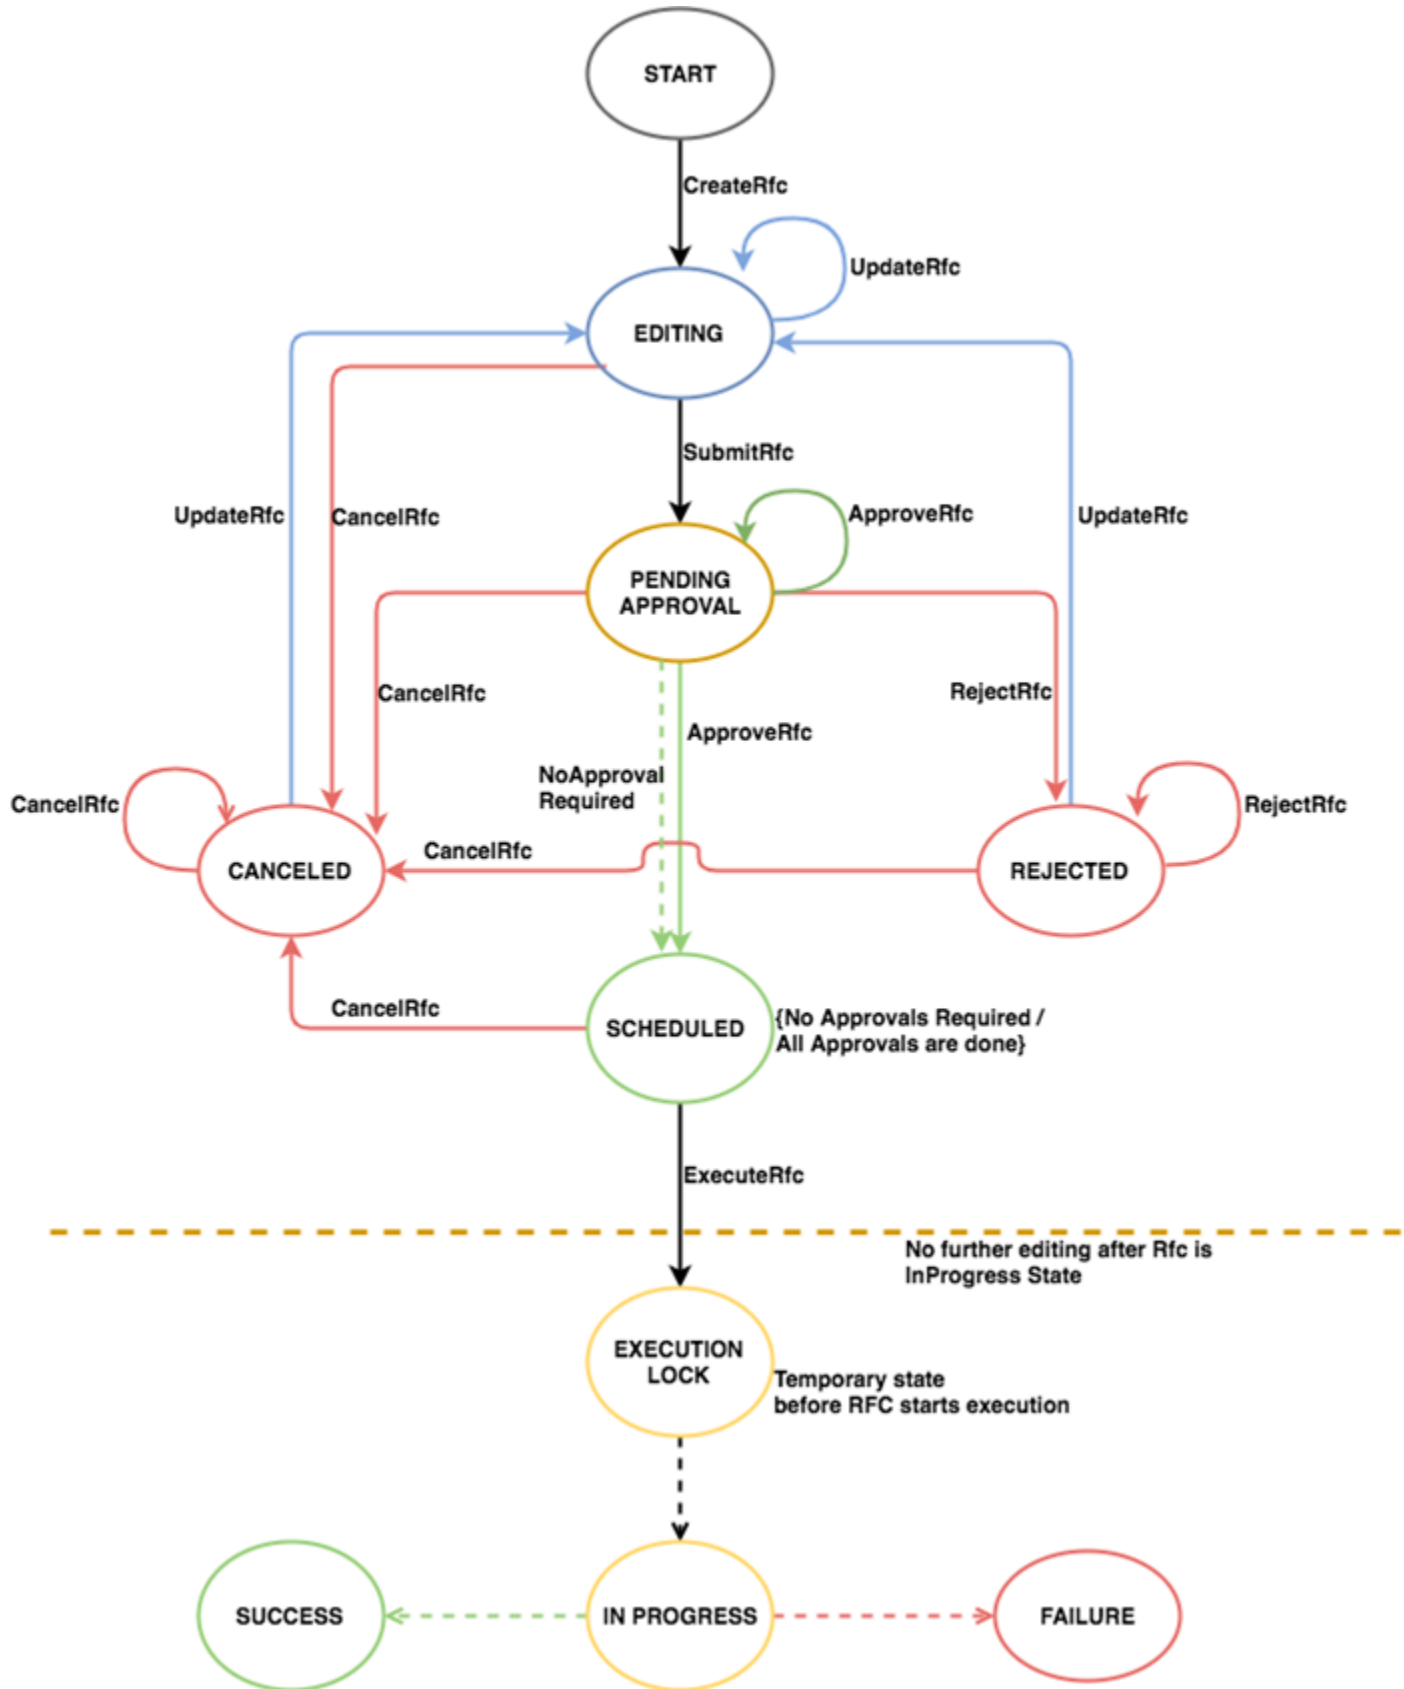 START
CreateRfc
UpdateRfc
EDITING
SubmitRfc
UpdateRfc
CancelRfc
ApproveRfc
UpdateRfc
PENDING
APPROVAL
CancelRfc
RejectRfc
ApproveRfc
NoApproval
Required
CancelRfc
RejectRfc
CancelRfc
CANCELED
REJECTED
CancelRfc
SCHEDULED
{No Approvals Required /
All Approvals are done}
ExecuteRfc
No further editing after Rfc is
InProgress State
EXECUTION
LOCK
Temporary state
before RFC starts execution
SUCCESS
IN PROGRESS
FAILURE